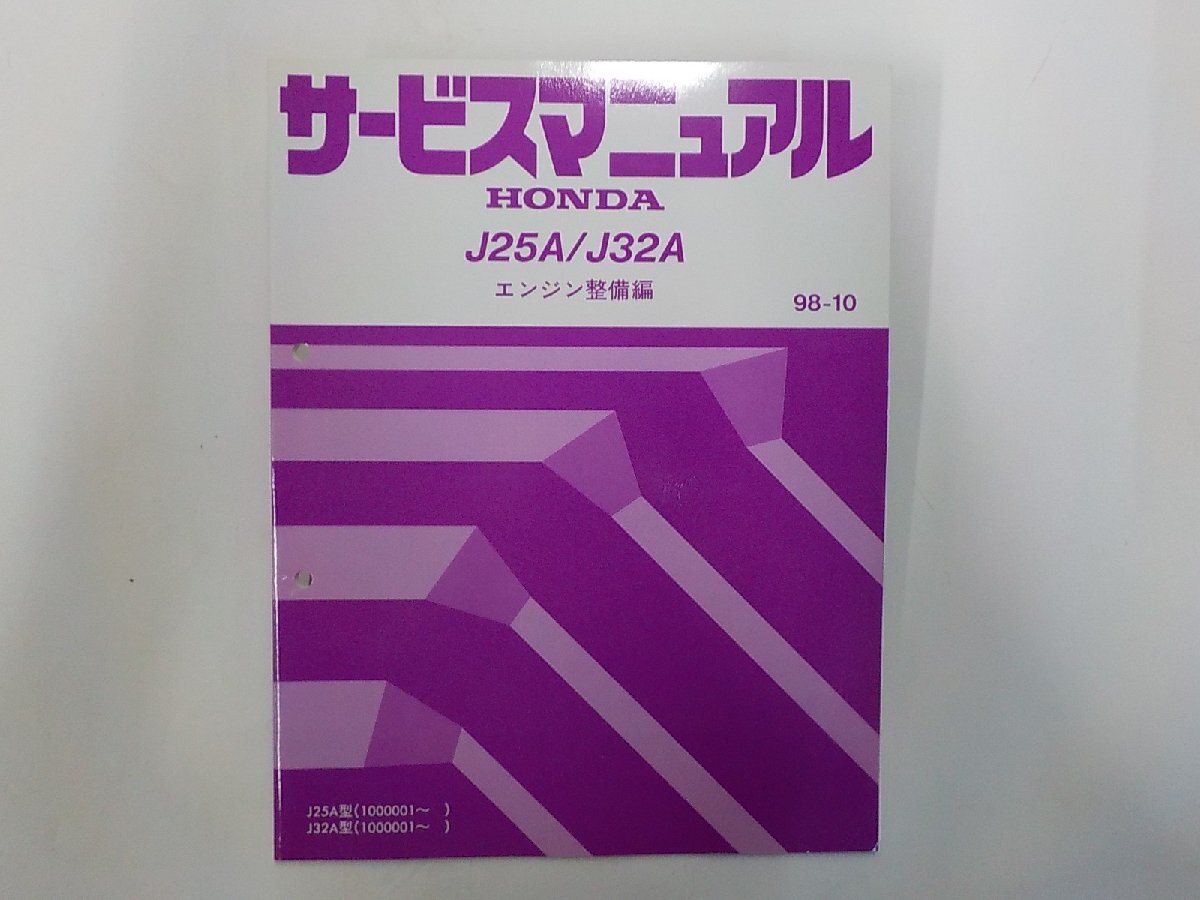 サービスマニュアル
HONDA
J25A/J32A
エンジン整備編
98-10
J25A型(1000001～　)
J32A型(1000001～　)